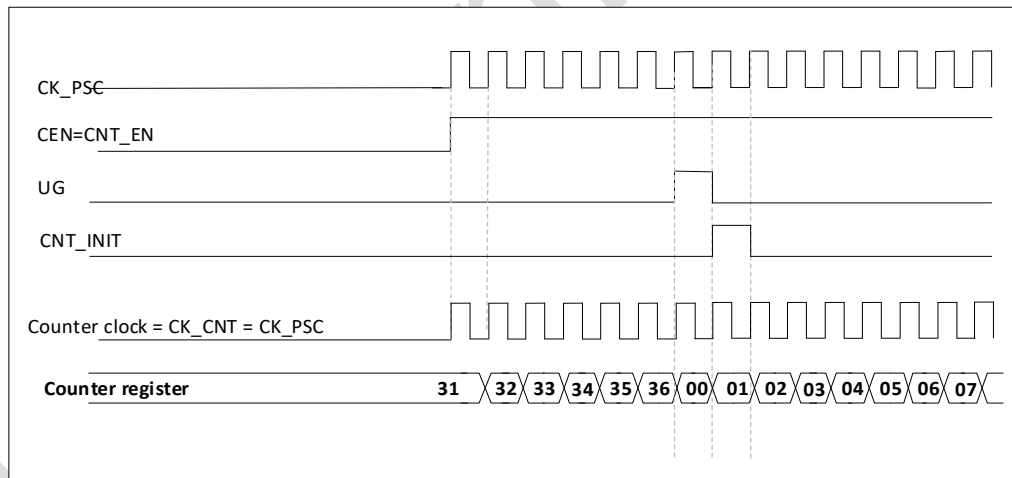 CK_PSC
CEN=CNT_EN
UG
CNT_INIT
Counter clock = CK_CNT = CK_PSC
Counter register 31 32 33 34 35 36 00 01 02 03 04 05 06 07